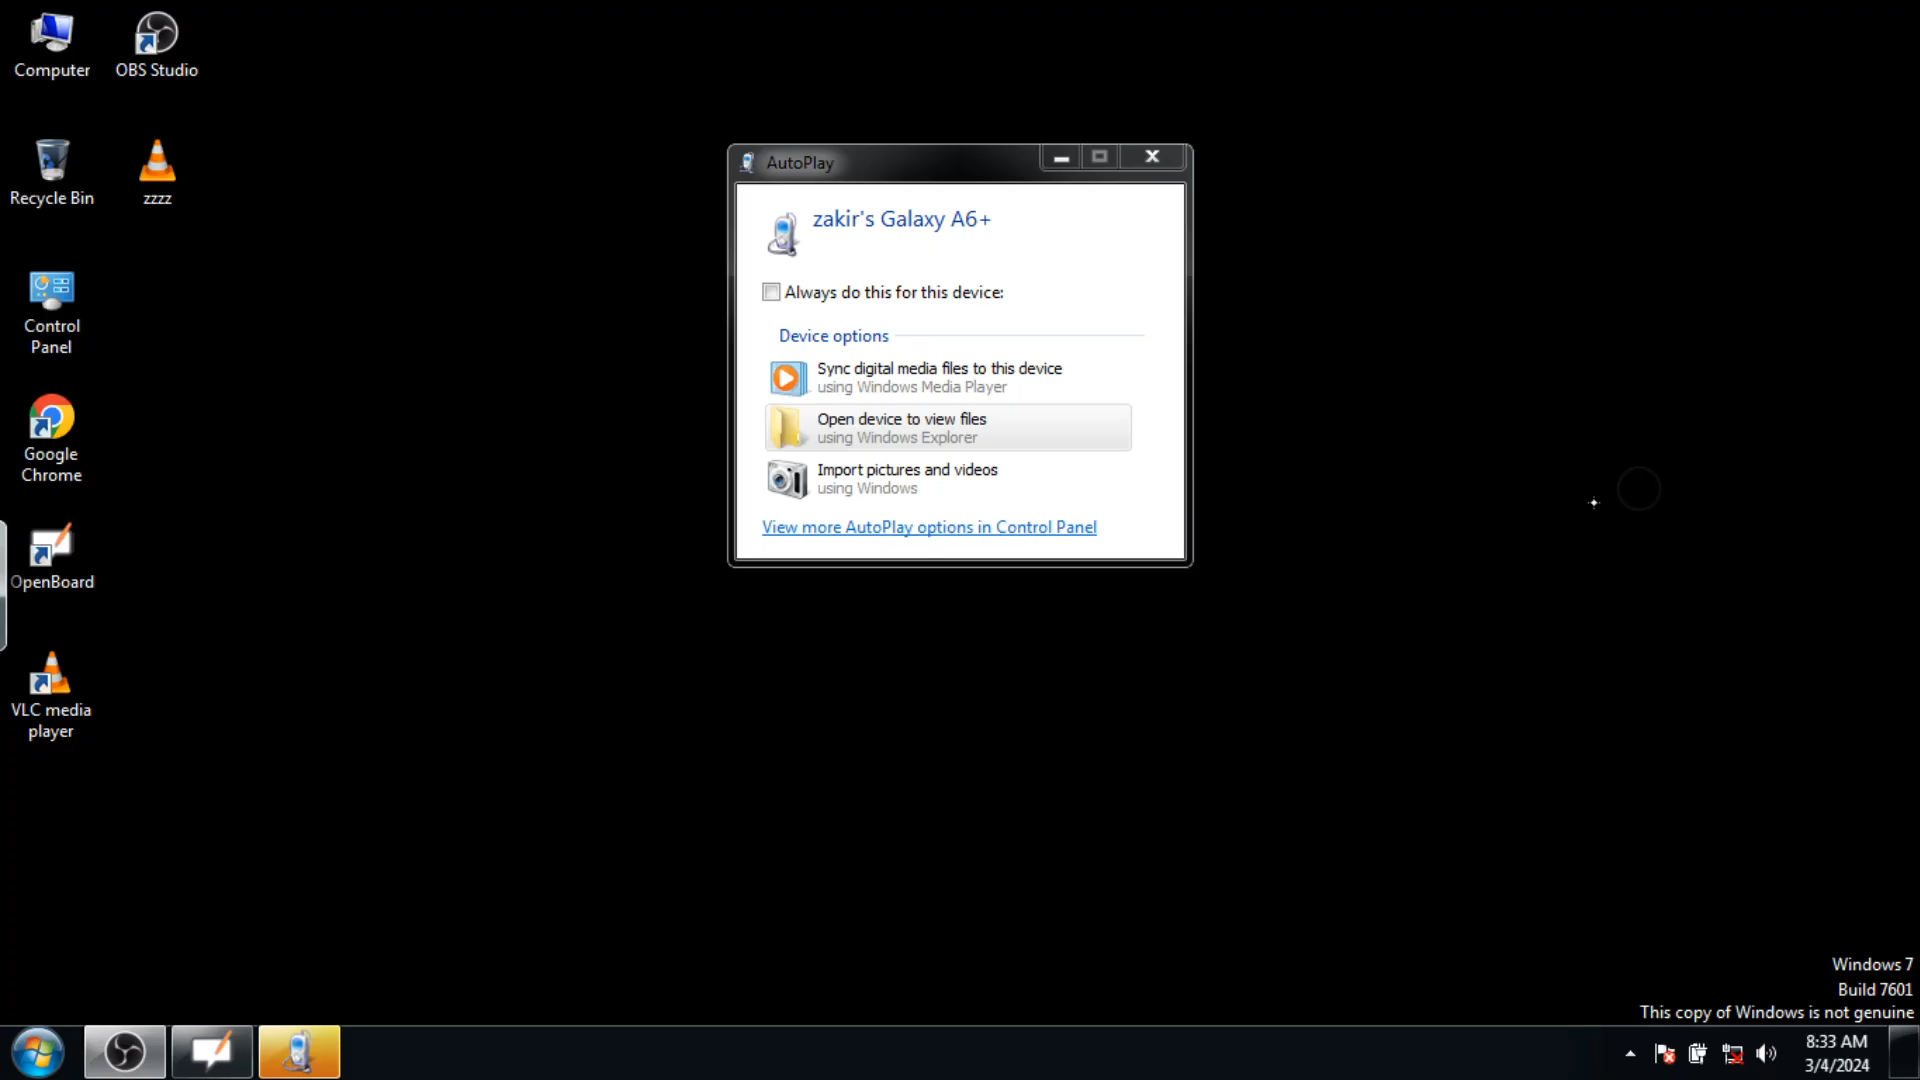 Computer
OBS Studio
Recycle Bin
zzzz
Control
Panel
Google
Chrome
OpenBoard
VLC media
player
AutoPlay
zakir's Galaxy A6+
Always do this for this device:
Device options
Sync digital media files to this device
using Windows Media Player
Open device to view files
using Windows Explorer
Import pictures and videos
using Windows
View more AutoPlay options in Control Panel
Windows 7
Build 7601
This copy of Windows is not genuine
8:33 AM
3/4/2024